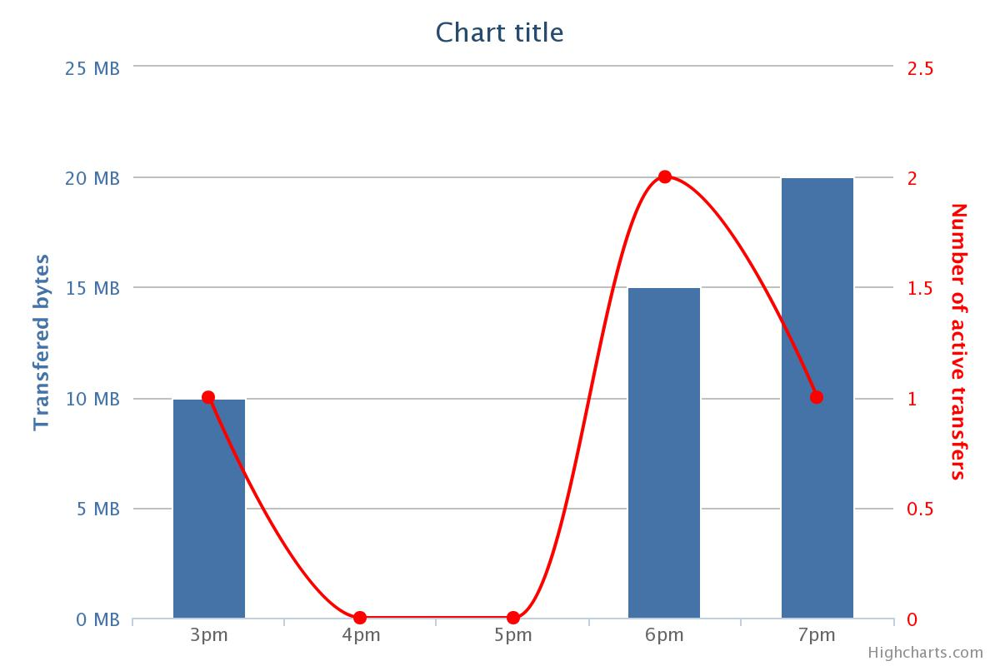 Chart title
25 MB
20 MB
15 MB
10 MB
5 MB
0 MB
Transfered bytes
2.5
2
1.5
1
0.5
0
Number of active transfers
3pm
4pm
5pm
6pm
7pm
Highcharts.com